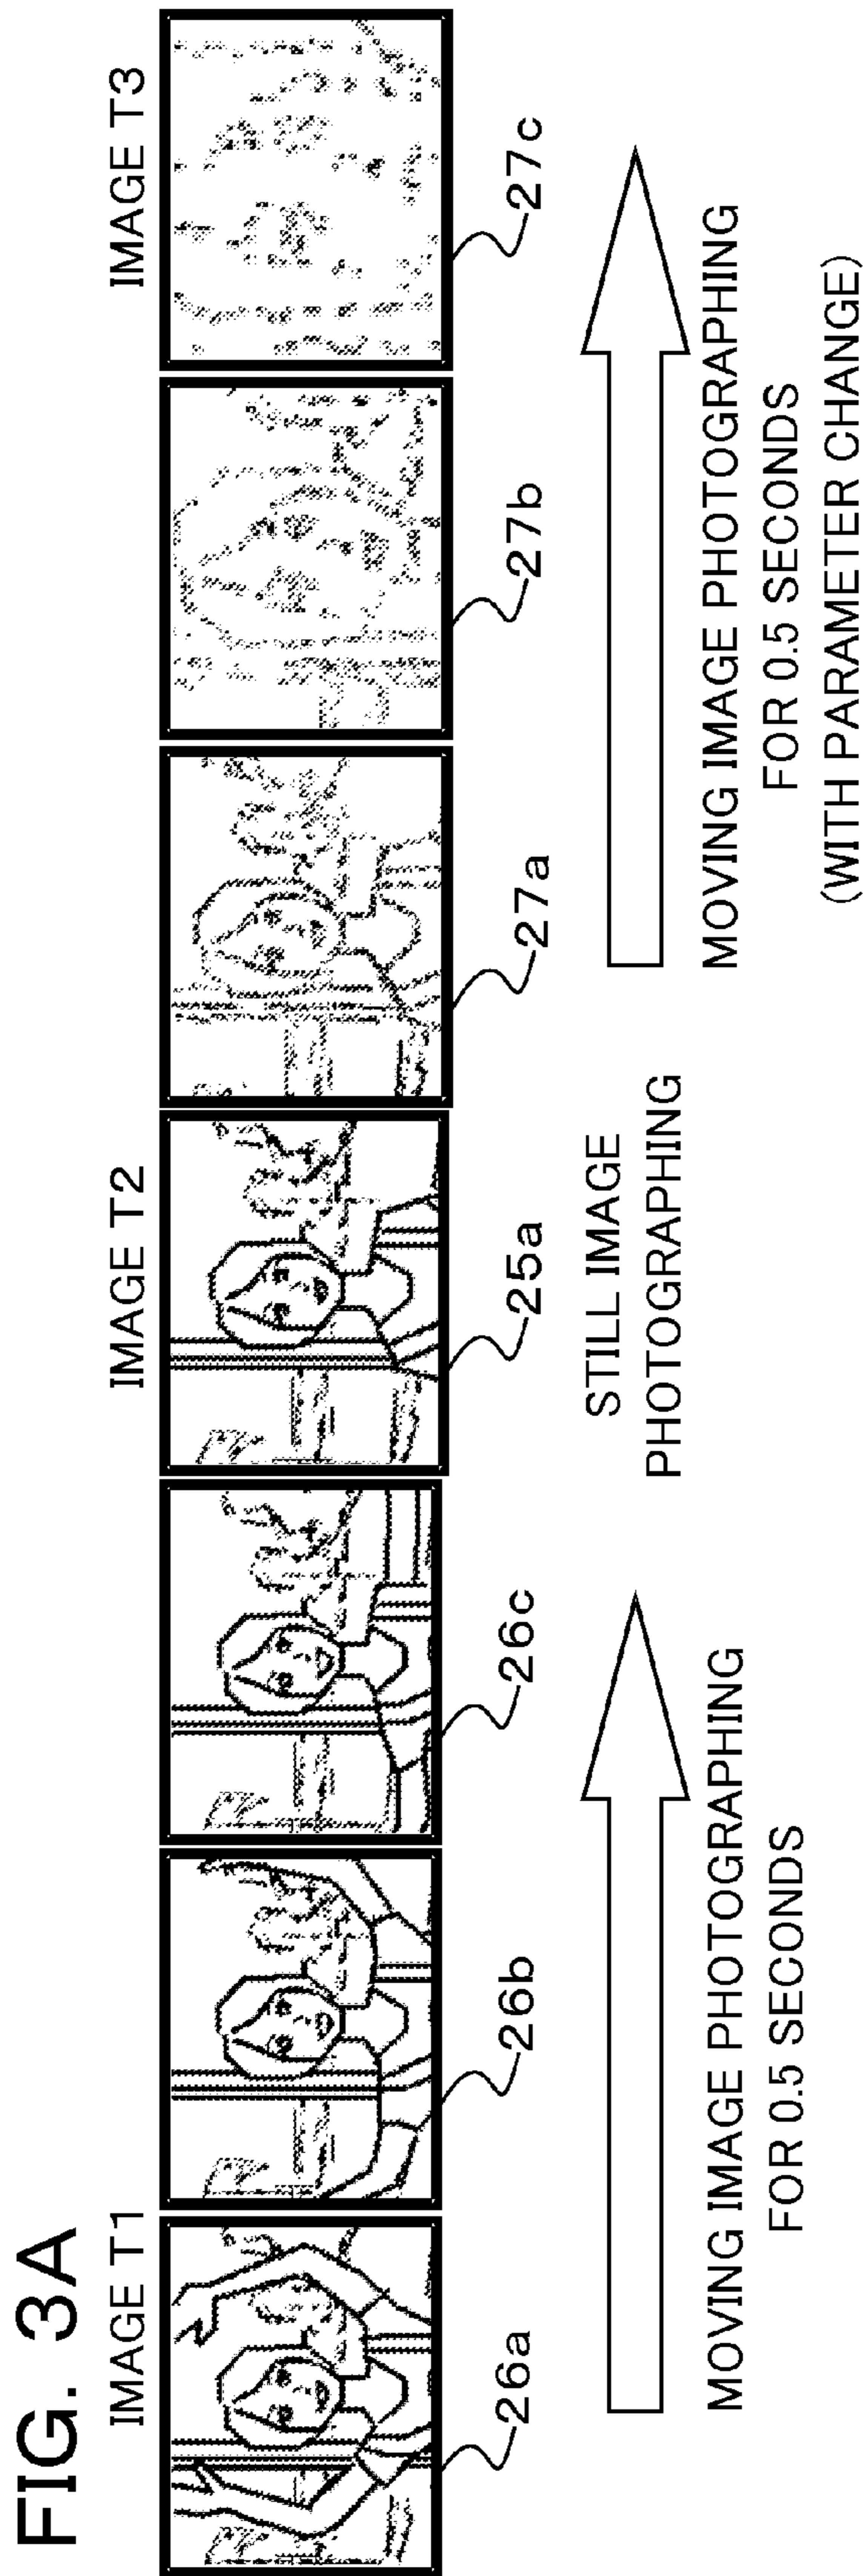 FIG. 3A
IMAGE T1
IMAGE T2
IMAGE T3
26a
26b
26c
25a
27a
27b
27c
MOVING IMAGE PHOTOGRAPHING
FOR 0.5 SECONDS
STILL IMAGE
PHOTOGRAPHING
MOVING IMAGE PHOTOGRAPHING
FOR 0.5 SECONDS
(WITH PARAMETER CHANGE)